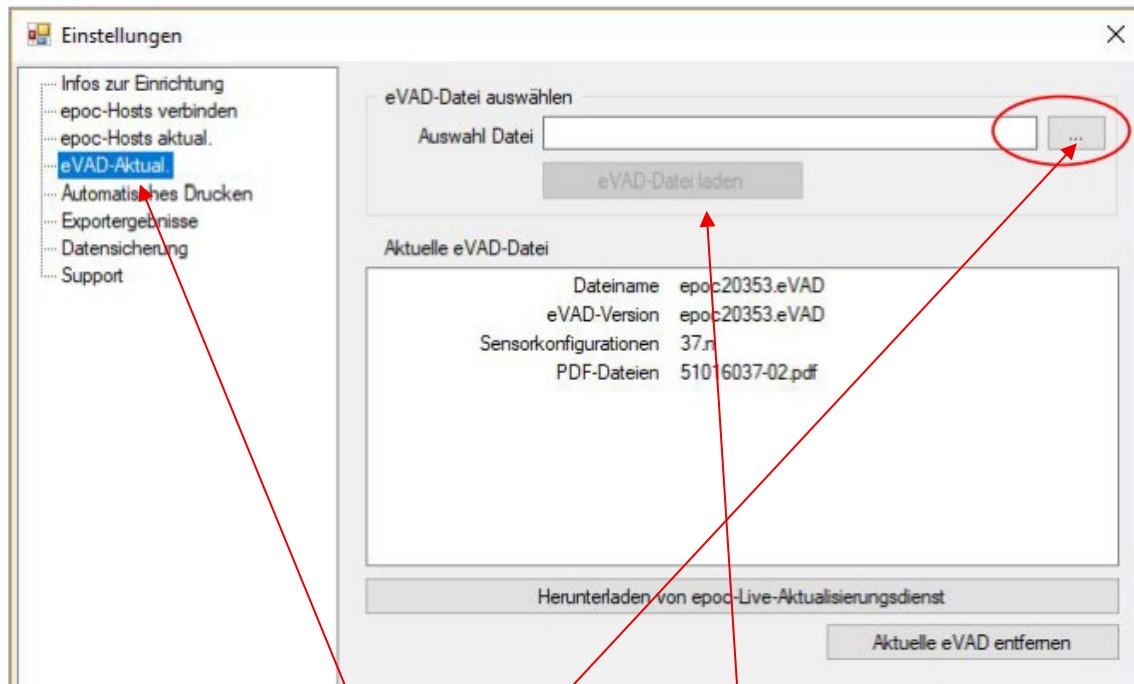 Einstellungen
Infos zur Einrichtung
epoc-Hosts verbinden
epoc-Hosts aktual.
eVAD-Aktual.
Automatisches Drucken
Exportergebnisse
Datensicherung
Support
eVAD-Datei auswählen
Auswahl Datei
...
eVAD-Datei laden
Aktuelle eVAD-Datei
Dateiname epoc20353.eVAD
eVAD-Version epoc20353.eVAD
Sensorkonfigurationen 37.n
PDF-Dateien 51016037-02.pdf
Herunterladen von epoc-Live-Aktualisierungsdienst
Aktuelle eVAD entfernen